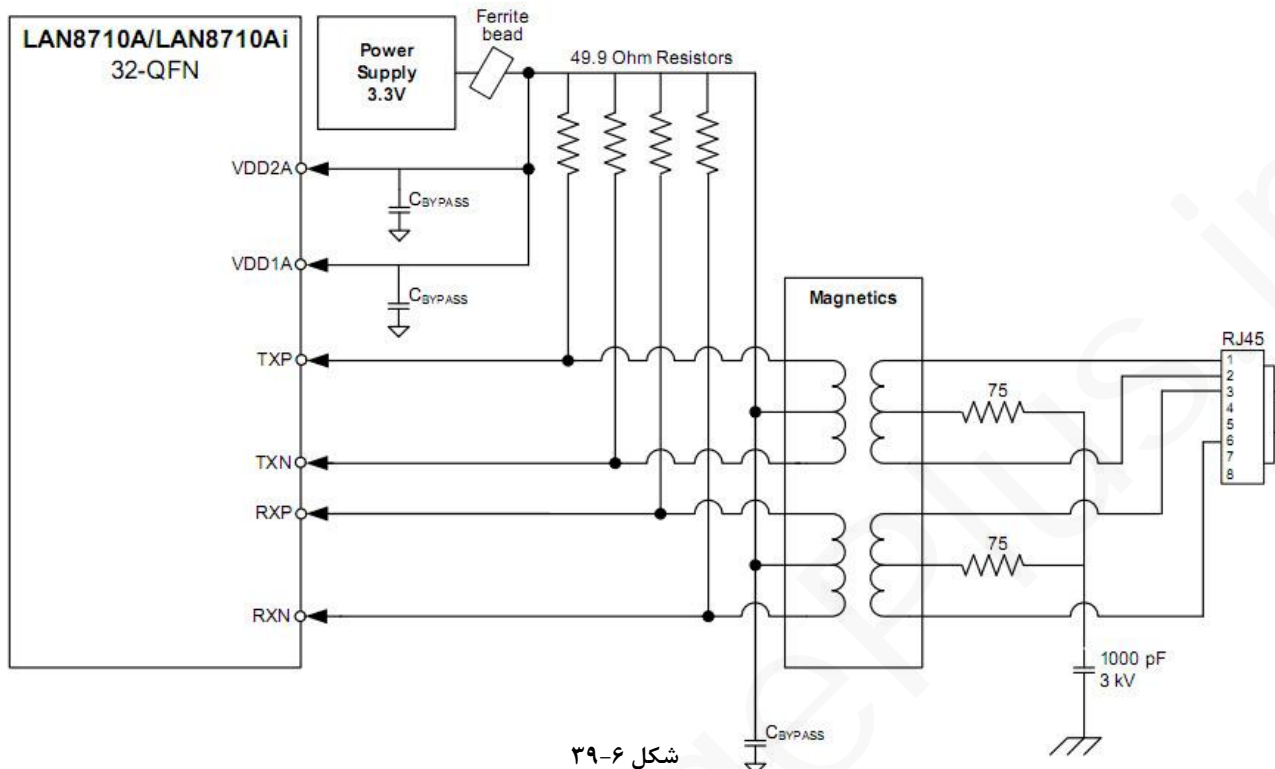 LAN8710A/LAN8710Ai
32-QFN
Power
Supply
3.3V
Ferrite
bead
49.9 Ohm Resistors
VDD2A
CBYPASS
VDD1A
CBYPASS
TXP
TXN
RXP
RXN
Magnetics
75
75
RJ45
1
2
3
4
5
6
7
8
1000 pF
3 kV
CBYPASS
شکل ۶-۳۹